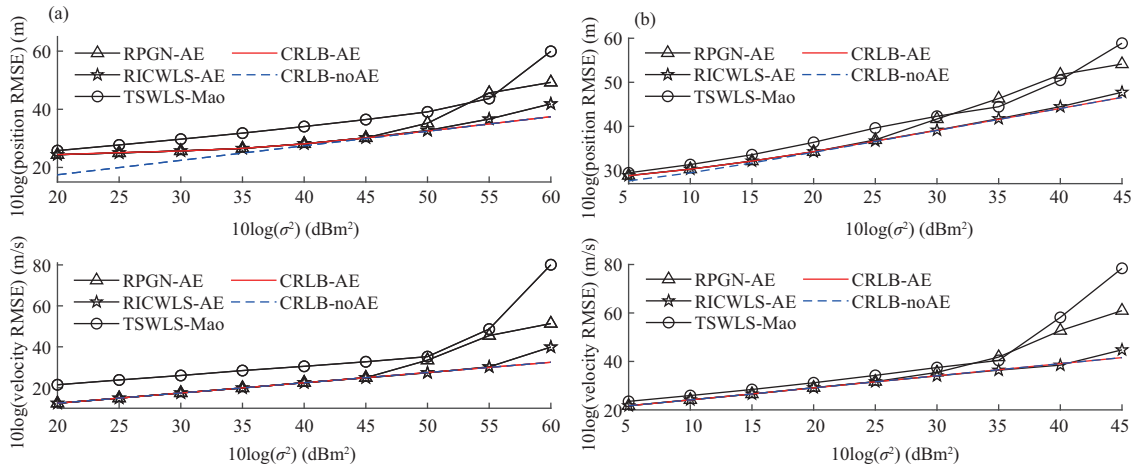 (a)
10log(position RMSE) (m)
60
40
20
RPGN-AE
CRLB-AE
RICWLS-AE
CRLB-noAE
TSWLS-Mao
20 25 30 35 40 45 50 55 60
10log(σ²) (dBm²)
10log(velocity RMSE) (m/s)
80
60
40
20
RPGN-AE
CRLB-AE
RICWLS-AE
CRLB-noAE
TSWLS-Mao
20 25 30 35 40 45 50 55 60
10log(σ²) (dBm²)
(b)
10log(position RMSE) (m)
60
50
40
30
RPGN-AE
CRLB-AE
RICWLS-AE
CRLB-noAE
TSWLS-Mao
5 10 15 20 25 30 35 40 45
10log(σ²) (dBm²)
10log(velocity RMSE) (m/s)
80
60
40
20
RPGN-AE
CRLB-AE
RICWLS-AE
CRLB-noAE
TSWLS-Mao
5 10 15 20 25 30 35 40 45
10log(σ²) (dBm²)